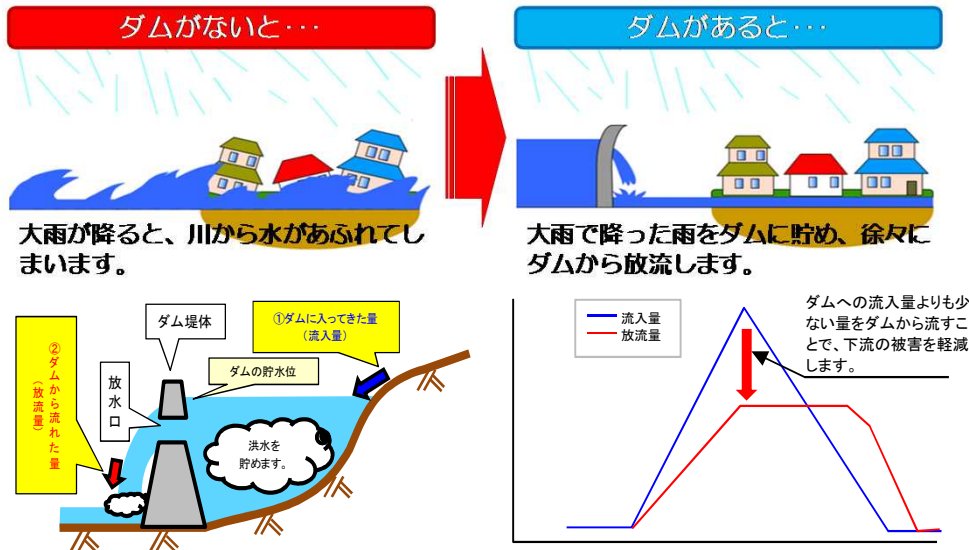 ダムがないと･･･
ダムがあると･･･
大雨が降ると、川から水があふれてし
まいます。
大雨で降った雨をダムに貯め、徐々に
ダムから放流します。
ダム堤体
①ダムに入ってきた量
（流入量）
ダムの貯水位
放水口
②ダムから流れた量
（放流量）
洪水を
貯めます。
流入量
放流量
ダムへの流入量よりも少
ない量をダムから流すこ
とで、下流の被害を軽減
します。